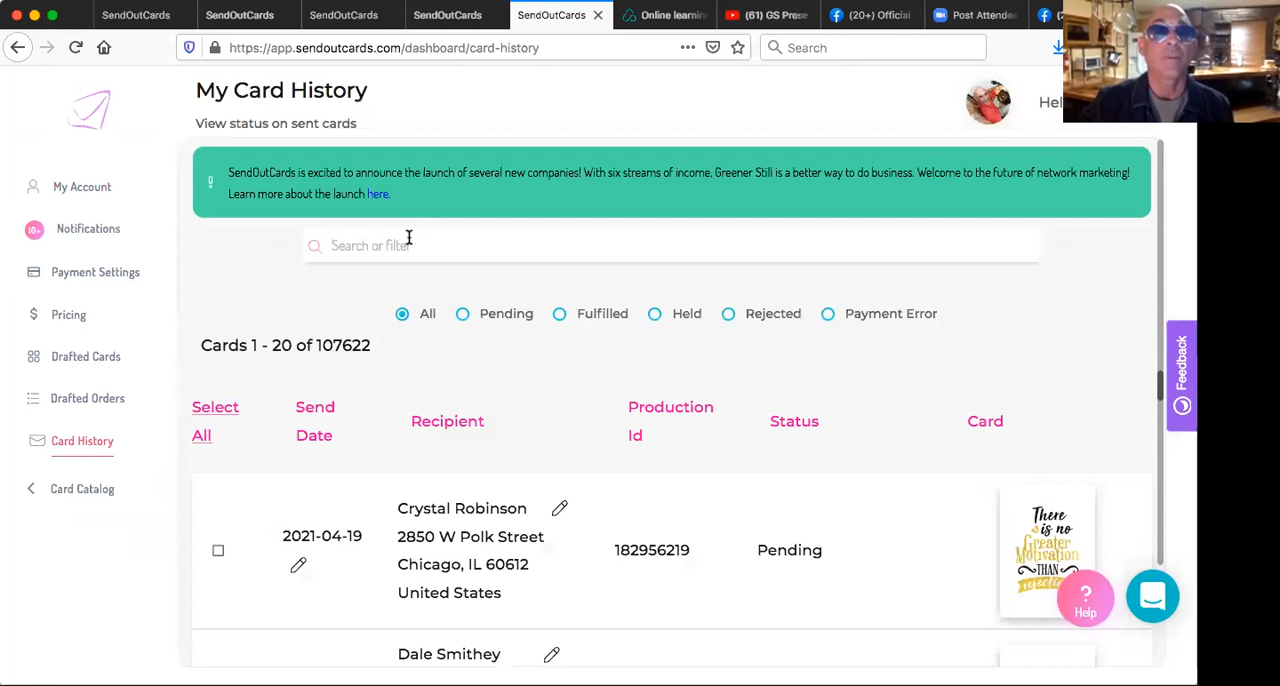 SendOutCards
SendOutCards
SendOutCards
SendOutCards
SendOutCards
Online learnin
(61) GS Prese
(20+) Official
Post Attende
https://app.sendoutcards.com/dashboard/card-history
Search
My Card History
View status on sent cards
Hel
SendOutCards is excited to announce the launch of several new companies! With six streams of income, Greener Still is a better way to do business. Welcome to the future of network marketing!
Learn more about the launch here.
My Account
10+ Notifications
Payment Settings
Pricing
Drafted Cards
Drafted Orders
Card History
Card Catalog
Search or filter
All
Pending
Fulfilled
Held
Rejected
Payment Error
Cards 1 - 20 of 107622
Feedback
Select All
Send Date
Recipient
Production Id
Status
Card
2021-04-19
Crystal Robinson
2850 W Polk Street
Chicago, IL 60612
United States
182956219
Pending
There is no
Greater
Motivation
THAN
rejection
? Help
Dale Smithey